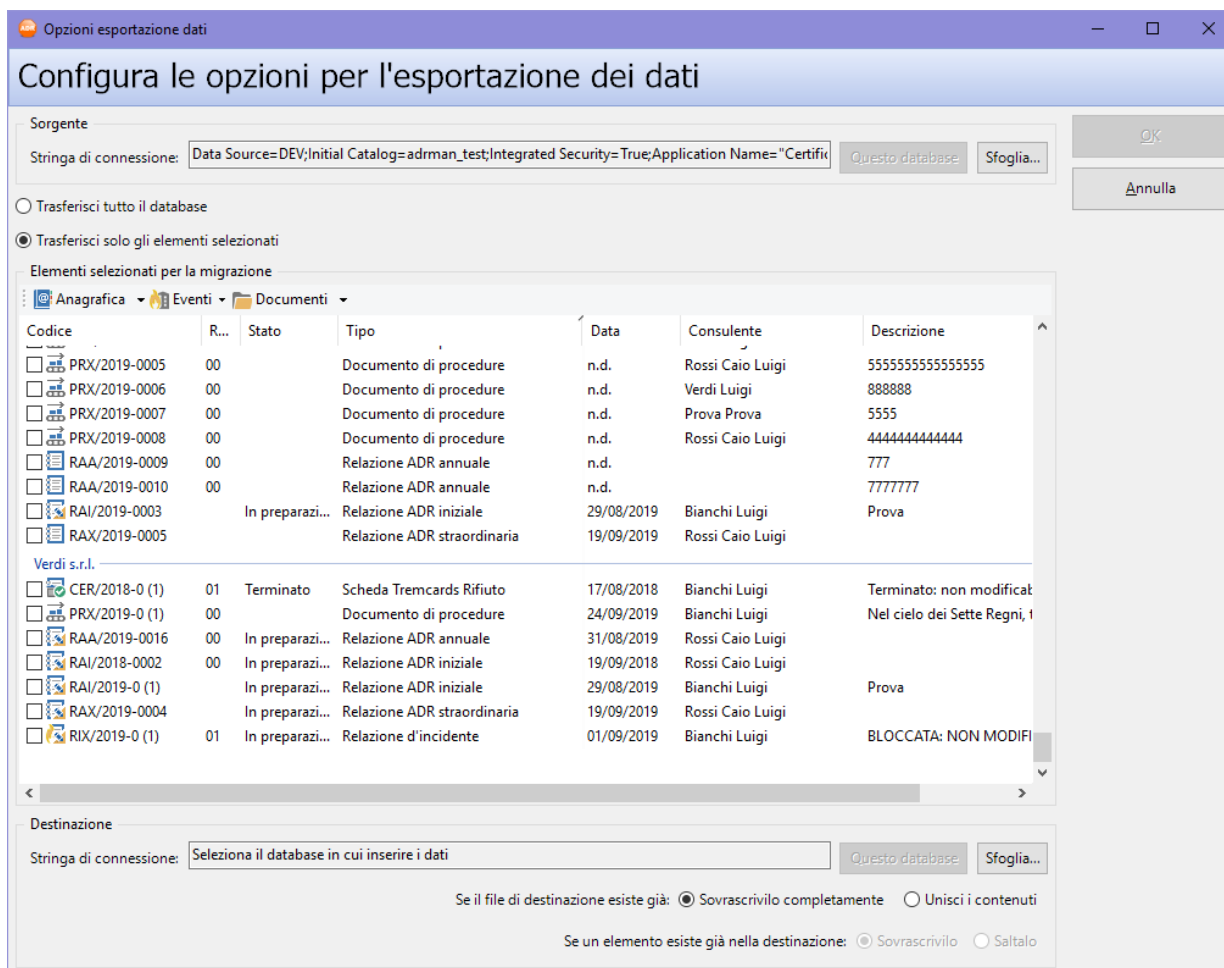 Opzioni esportazione dati
Configura le opzioni per l'esportazione dei dati
Sorgente
Stringa di connessione: Data Source=DEV;Initial Catalog=adrman_test;Integrated Security=True;Application Name="Certific Questo database Sfoglia...
OK
Annulla
Trasferisci tutto il database
Trasferisci solo gli elementi selezionati
Elementi selezionati per la migrazione
Anagrafica Eventi Documenti
Codice R... Stato Tipo Data Consulente Descrizione
PRX/2019-0005 00 Documento di procedure n.d. Rossi Caio Luigi 5555555555555555
PRX/2019-0006 00 Documento di procedure n.d. Verdi Luigi 888888
PRX/2019-0007 00 Documento di procedure n.d. Prova Prova 5555
PRX/2019-0008 00 Documento di procedure n.d. Rossi Caio Luigi 4444444444444
RAA/2019-0009 00 Relazione ADR annuale n.d. 777
RAA/2019-0010 00 Relazione ADR annuale n.d. 7777777
RAI/2019-0003 In preparazi... Relazione ADR iniziale 29/08/2019 Bianchi Luigi Prova
RAX/2019-0005 Relazione ADR straordinaria 19/09/2019 Rossi Caio Luigi
Verdi s.r.l.
CER/2018-0 (1) 01 Terminato Scheda Tremcards Rifiuto 17/08/2018 Bianchi Luigi Terminato: non modificab
PRX/2019-0 (1) 00 Documento di procedure 24/09/2019 Bianchi Luigi Nel cielo dei Sette Regni, t
RAA/2019-0016 00 In preparazi... Relazione ADR annuale 31/08/2019 Rossi Caio Luigi
RAI/2018-0002 00 In preparazi... Relazione ADR iniziale 19/09/2018 Rossi Caio Luigi
RAI/2019-0 (1) In preparazi... Relazione ADR iniziale 29/08/2019 Bianchi Luigi Prova
RAX/2019-0004 In preparazi... Relazione ADR straordinaria 19/09/2019 Rossi Caio Luigi
RIX/2019-0 (1) 01 In preparazi... Relazione d'incidente 01/09/2019 Bianchi Luigi BLOCCATA: NON MODIFI
Destinazione
Stringa di connessione: Seleziona il database in cui inserire i dati Questo database Sfoglia...
Se il file di destinazione esiste già: Sovrascrivilo completamente Unisci i contenuti
Se un elemento esiste già nella destinazione: Sovrascrivilo Saltalo